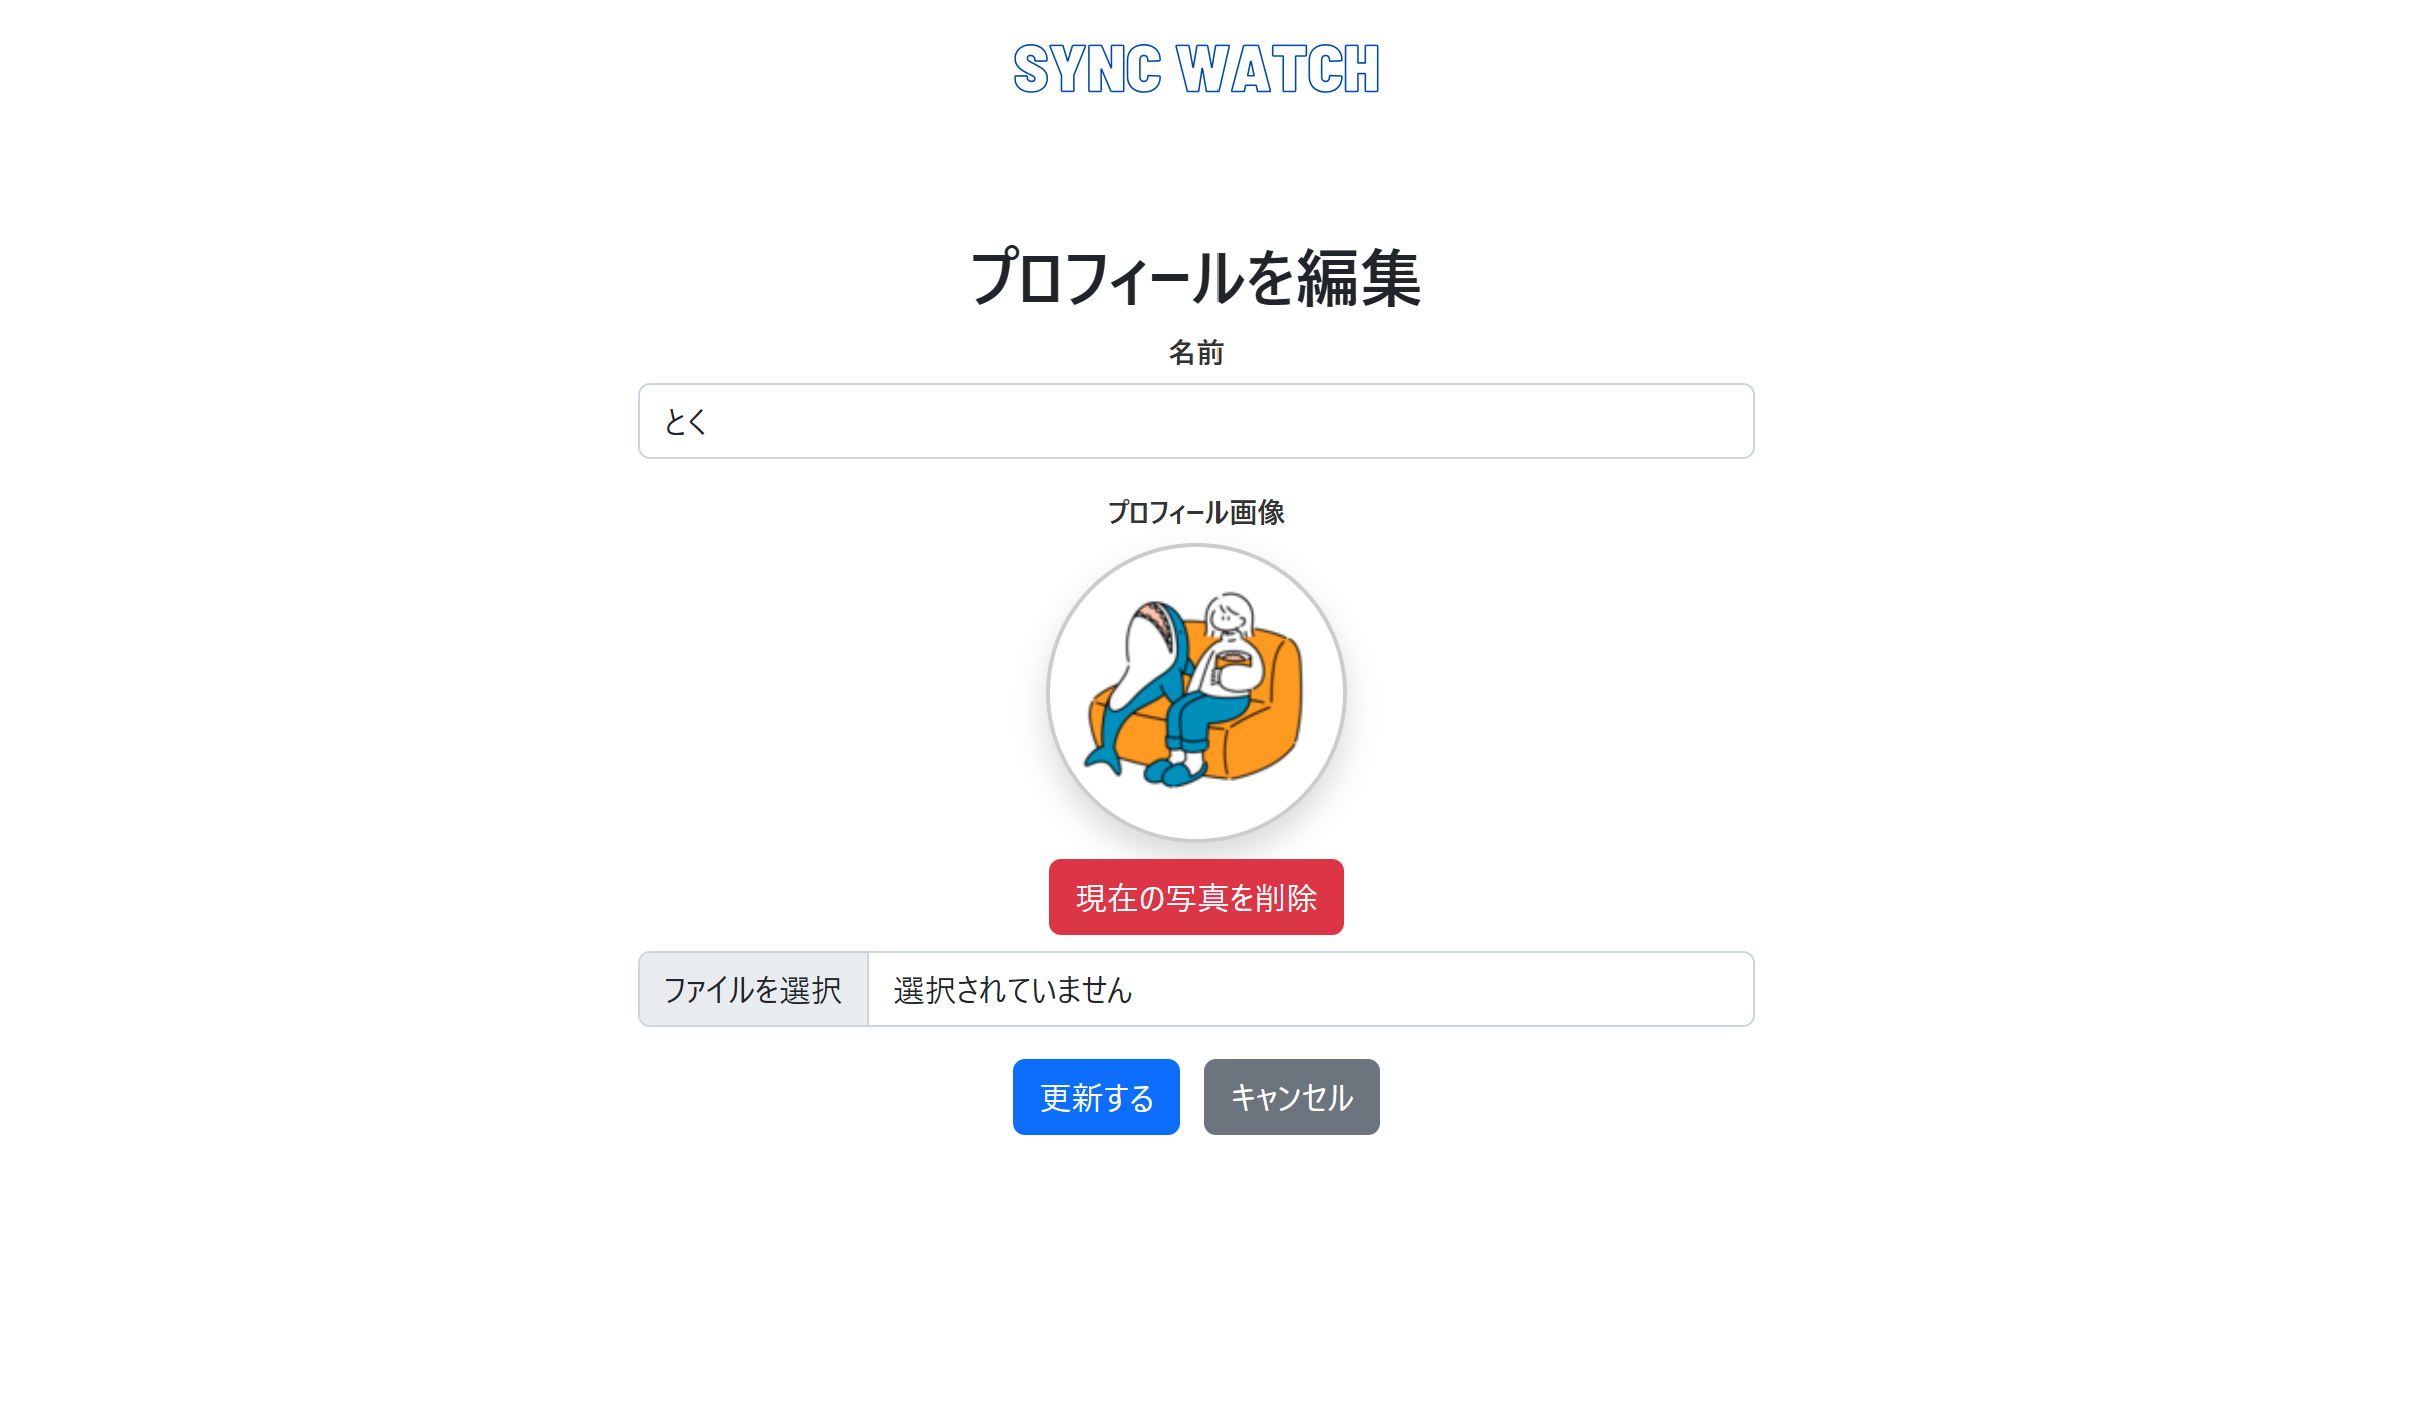 SYNC WATCH
プロフィールを編集
名前
とく
プロフィール画像
現在の写真を削除
ファイルを選択 選択されていません
更新する キャンセル